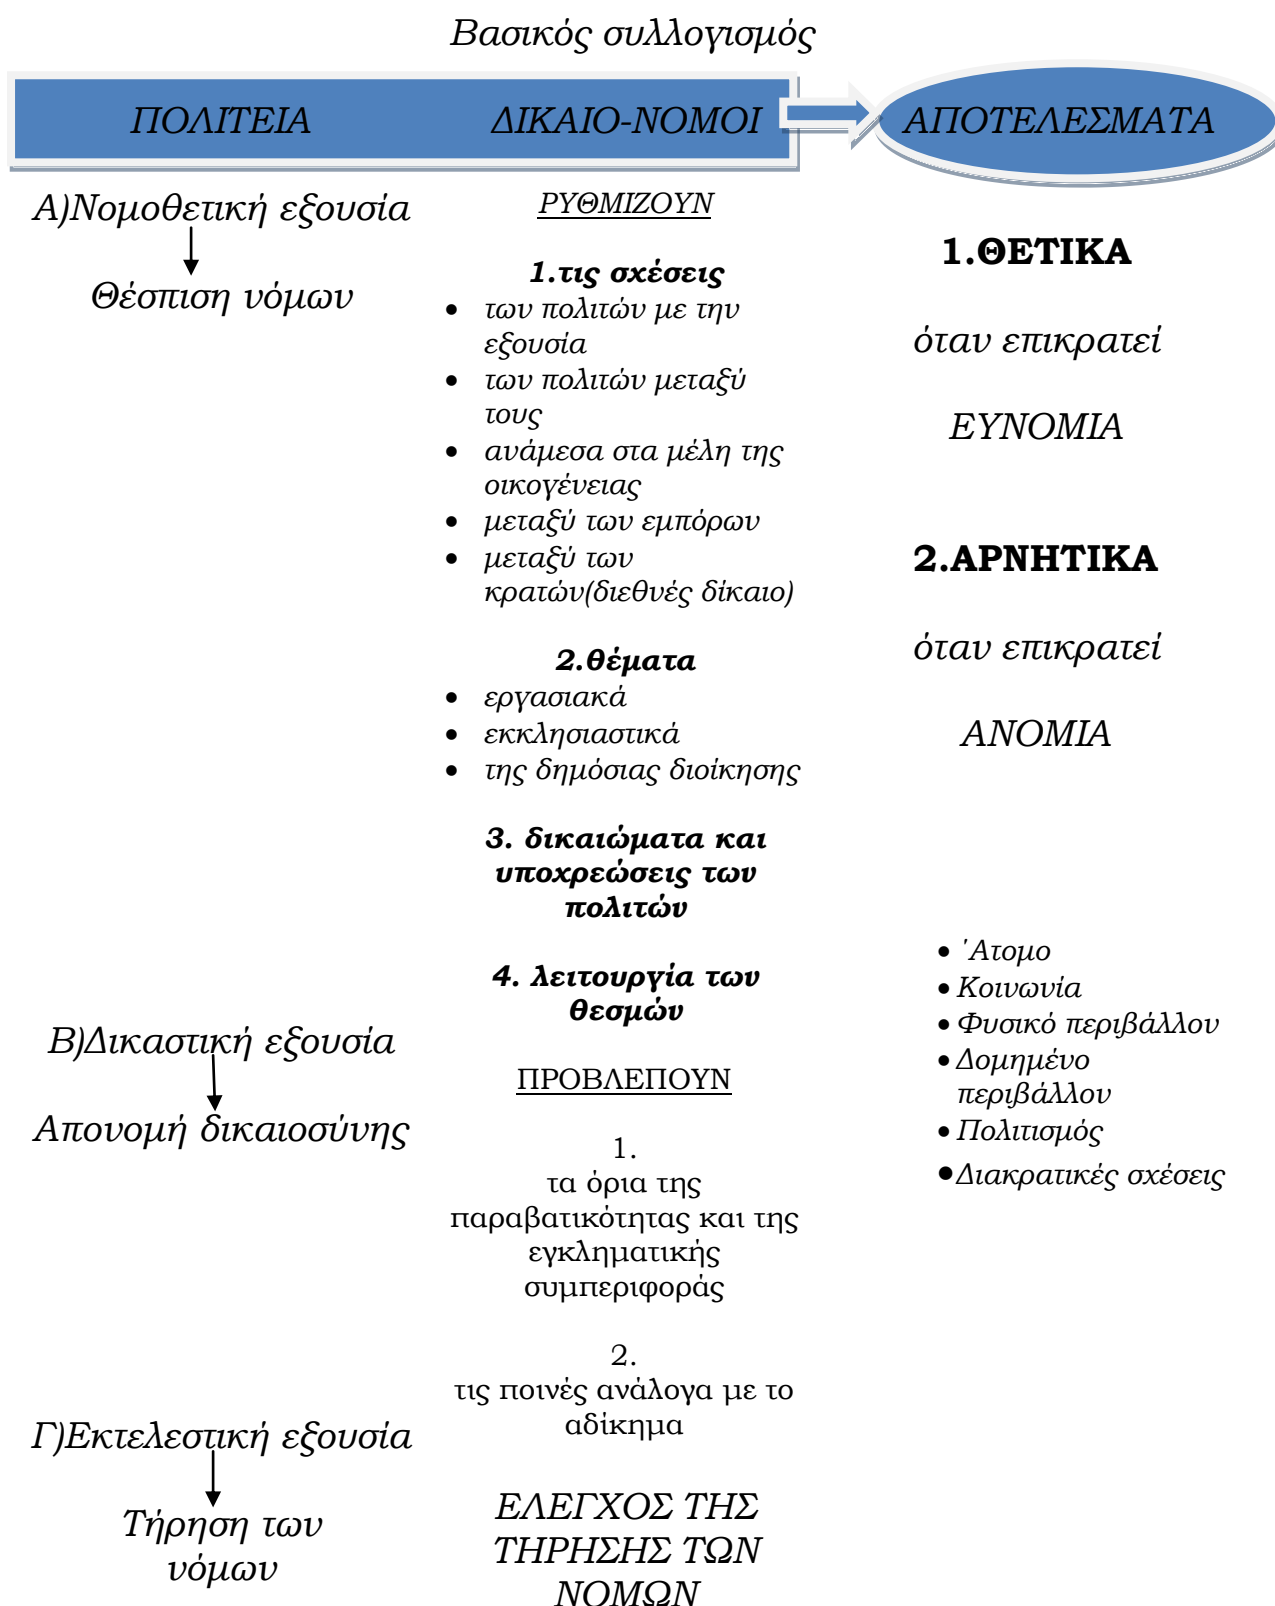 Βασικός συλλογισμός
ΠΟΛΙΤΕΙΑ
ΔΙΚΑΙΟ-ΝΟΜΟΙ
ΑΠΟΤΕΛΕΣΜΑΤΑ
Α)Νομοθετική εξουσία
Θέσπιση νόμων
Β)Δικαστική εξουσία
Απονομή δικαιοσύνης
Γ)Εκτελεστική εξουσία
Τήρηση των
νόμων
ΡΥΘΜΙΖΟΥΝ
1.τις σχέσεις
• των πολιτών με την
εξουσία
• των πολιτών μεταξύ
τους
• ανάμεσα στα μέλη της
οικογένειας
• μεταξύ των εμπόρων
• μεταξύ των
κρατών(διεθνές δίκαιο)
2.θέματα
• εργασιακά
• εκκλησιαστικά
• της δημόσιας διοίκησης
3. δικαιώματα και
υποχρεώσεις των
πολιτών
4. λειτουργία των
θεσμών
ΠΡΟΒΛΕΠΟΥΝ
1.
τα όρια της
παραβατικότητας και της
εγκληματικής
συμπεριφοράς
2.
τις ποινές ανάλογα με το
αδίκημα
ΕΛΕΓΧΟΣ ΤΗΣ
ΤΗΡΗΣΗΣ ΤΩΝ
ΝΟΜΩΝ
1.ΘΕΤΙΚΑ
όταν επικρατεί
ΕΥΝΟΜΙΑ
2.ΑΡΝΗΤΙΚΑ
όταν επικρατεί
ΑΝΟΜΙΑ
• Άτομο
• Κοινωνία
• Φυσικό περιβάλλον
• Δομημένο
περιβάλλον
• Πολιτισμός
• Διακρατικές σχέσεις